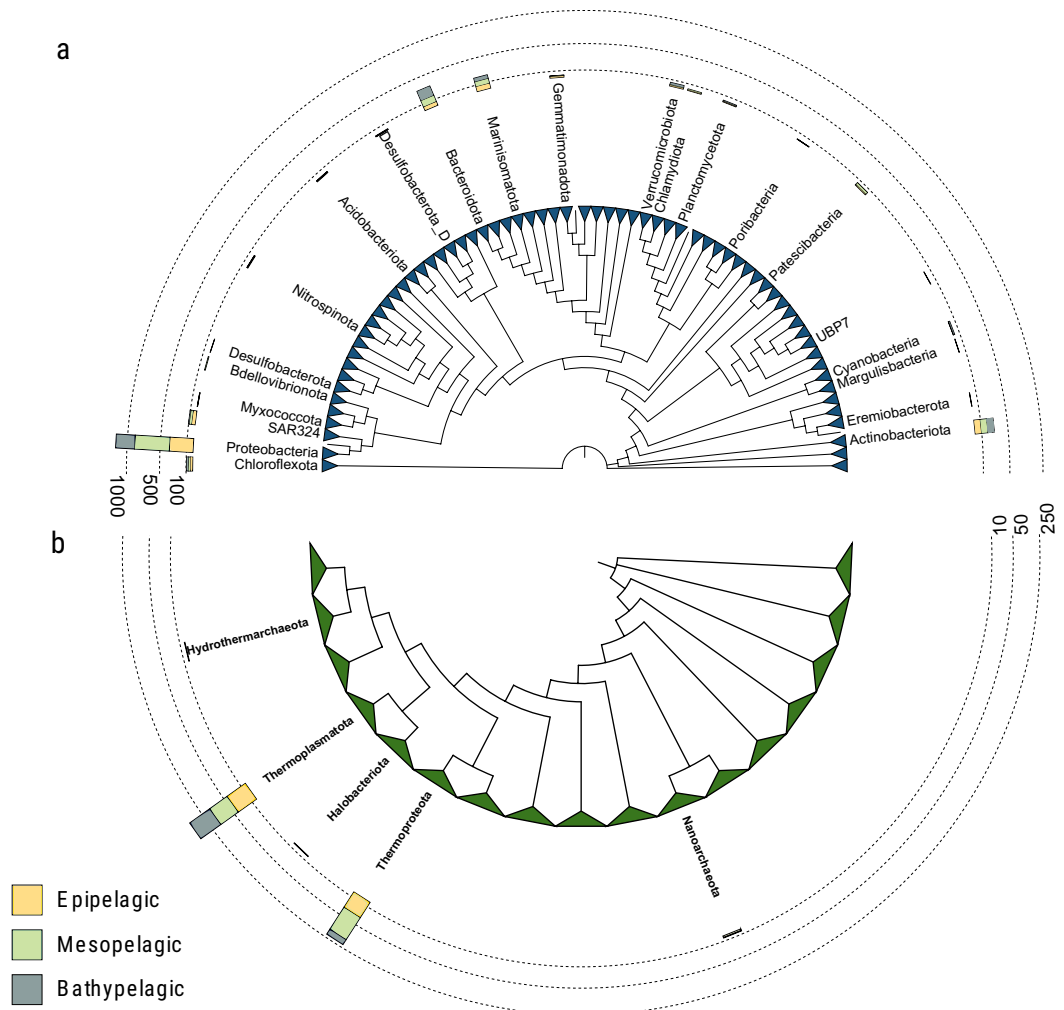 a
Gemmatimonadota
Verrucomicrobiota
Chlamydiota
Planctomycetota
Marinisomatota
Bacteroidota
Desulfobacterota_D
Acidobacteriota
Poribacteria
Patescibacteria
Nitrospinota
UBP7
Desulfobacterota
Bdellovibrionota
Cyanobacteria
Margulisbacteria
Myxococcota
SAR324
Eremiobacterota
Actinobacteriota
Proteobacteria
Chloroflexota
1000
500
100
10
50
250
b
Hydrothermarchaeota
Thermoplasmatota
Halobacteriota
Thermoproteota
Nanoarchaeota
Epipelagic
Mesopelagic
Bathypelagic